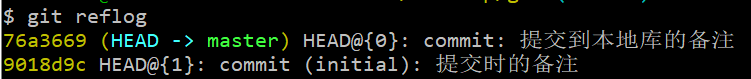 $ git reflog
76a3669 (HEAD -> master) HEAD@{0}: commit: 提交到本地库的备注
9018d9c HEAD@{1}: commit (initial): 提交时的备注